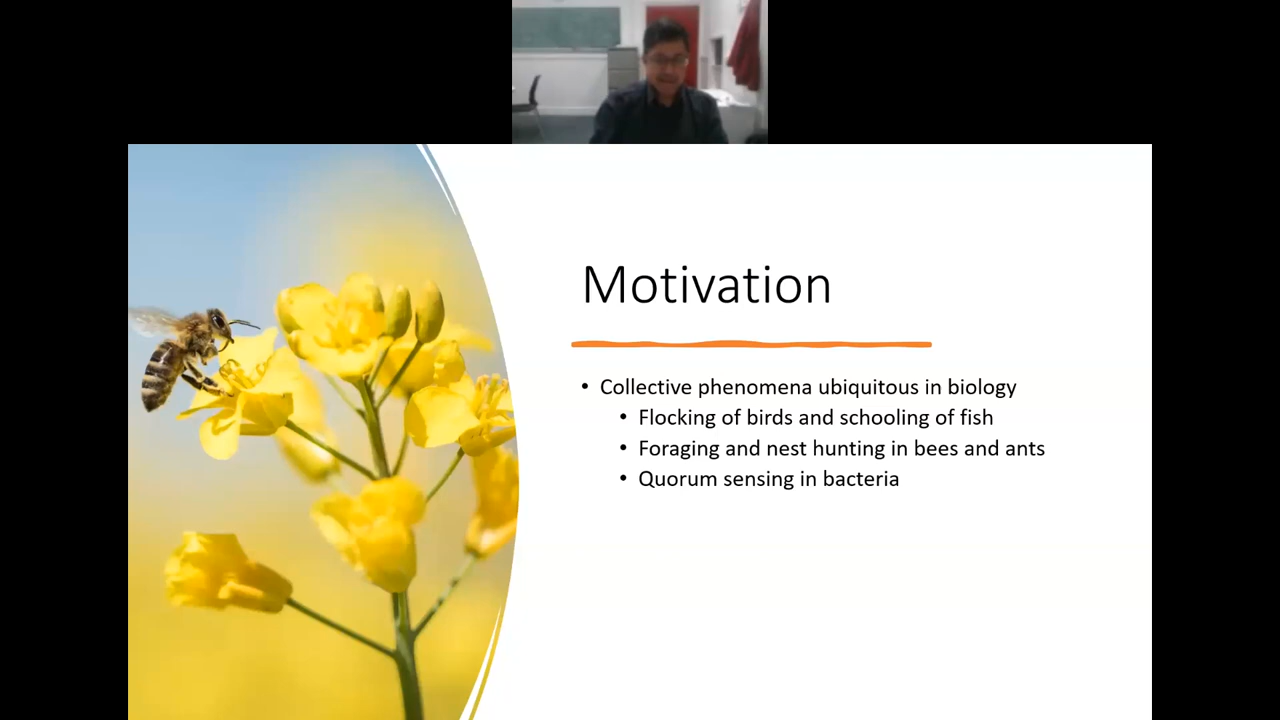 Motivation
• Collective phenomena ubiquitous in biology
• Flocking of birds and schooling of fish
• Foraging and nest hunting in bees and ants
• Quorum sensing in bacteria